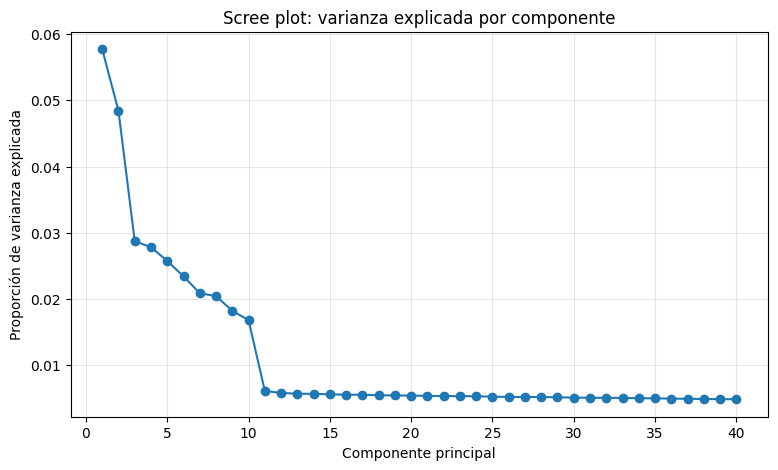 Scree plot: varianza explicada por componente
Proporción de varianza explicada
0.06
0.05
0.04
0.03
0.02
0.01
0 5 10 15 20 25 30 35 40
Componente principal